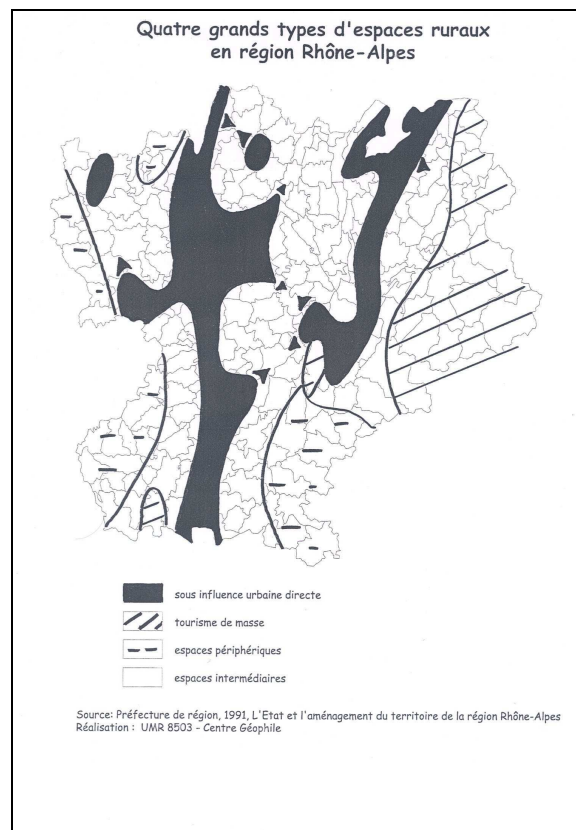 Quatre grands types d'espaces ruraux
en région Rhône-Alpes
sous influence urbaine directe
tourisme de masse
espaces périphériques
espaces intermédiaires
Source: Préfecture de région, 1991, L'Etat et l'aménagement du territoire de la région Rhône-Alpes
Réalisation : UMR 8503 - Centre Géophile